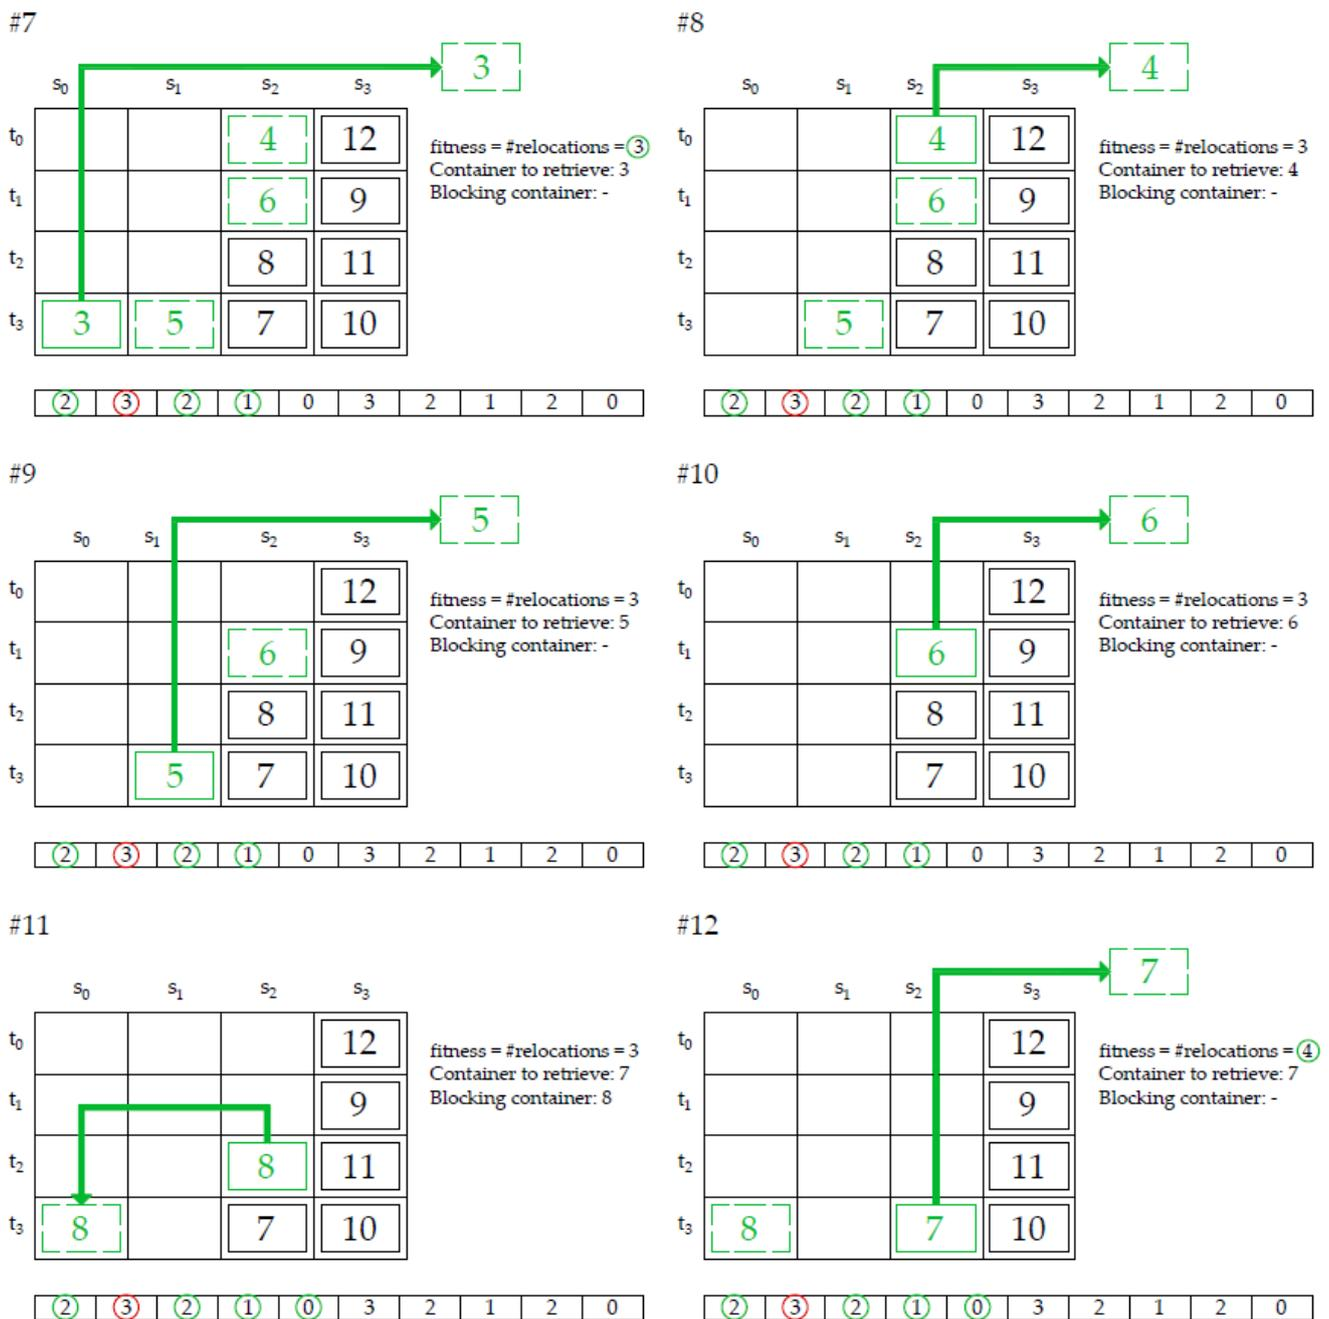 #7
3
s0 s1 s2 s3
t0 4 12
t1 6 9
t2 8 11
t3 3 5 7 10
fitness = #relocations = 3
Container to retrieve: 3
Blocking container: -
2 3 2 1 0 3 2 1 2 0
#8
4
s0 s1 s2 s3
t0 4 12
t1 6 9
t2 8 11
t3 5 7 10
fitness = #relocations = 3
Container to retrieve: 4
Blocking container: -
2 3 2 1 0 3 2 1 2 0
#9
5
s0 s1 s2 s3
t0 12
t1 6 9
t2 8 11
t3 5 7 10
fitness = #relocations = 3
Container to retrieve: 5
Blocking container: -
2 3 2 1 0 3 2 1 2 0
#10
6
s0 s1 s2 s3
t0 12
t1 6 9
t2 8 11
t3 7 10
fitness = #relocations = 3
Container to retrieve: 6
Blocking container: -
2 3 2 1 0 3 2 1 2 0
#11
s0 s1 s2 s3
t0 12
t1 9
t2 8 11
t3 8 7 10
fitness = #relocations = 3
Container to retrieve: 7
Blocking container: 8
2 3 2 1 0 3 2 1 2 0
#12
7
s0 s1 s2 s3
t0 12
t1 9
t2 11
t3 8 7 10
fitness = #relocations = 4
Container to retrieve: 7
Blocking container: -
2 3 2 1 0 3 2 1 2 0